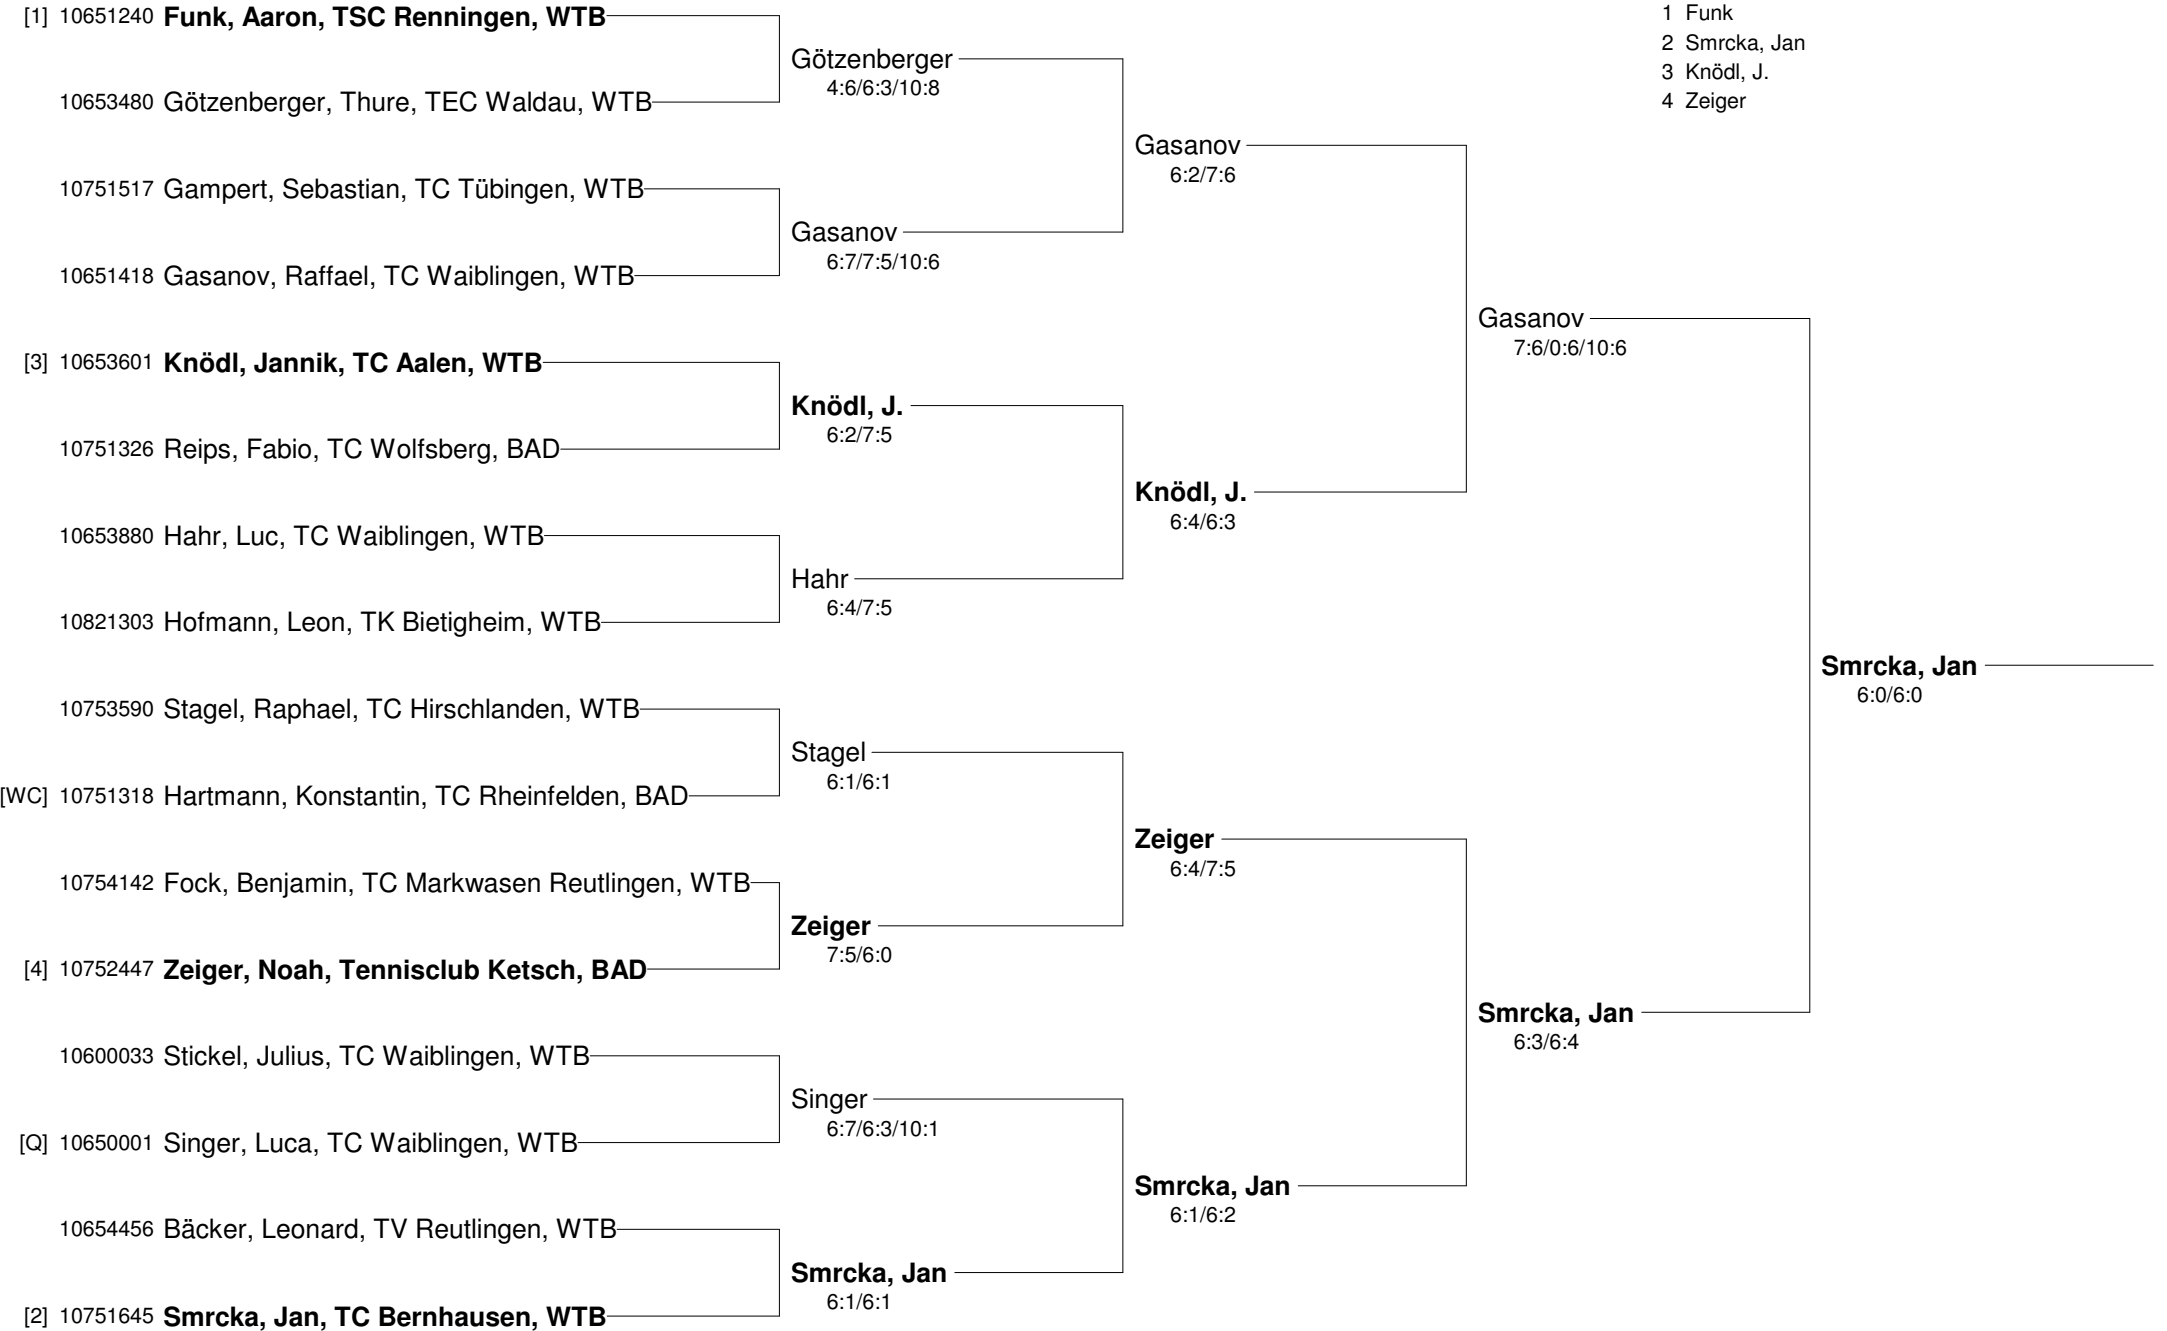 [1] 10651240 Funk, Aaron, TSC Renningen, WTB
1 Funk
2 Smrcka, Jan
3 Knödl, J.
4 Zeiger
Götzenberger
4:6/6:3/10:8
10653480 Götzenberger, Thure, TEC Waldau, WTB
Gasanov
6:2/7:6
10751517 Gampert, Sebastian, TC Tübingen, WTB
Gasanov
6:7/7:5/10:6
10651418 Gasanov, Raffael, TC Waiblingen, WTB
Gasanov
7:6/0:6/10:6
[3] 10653601 Knödl, Jannik, TC Aalen, WTB
Knödl, J.
6:2/7:5
10751326 Reips, Fabio, TC Wolfsberg, BAD
Knödl, J.
6:4/6:3
10653880 Hahr, Luc, TC Waiblingen, WTB
Hahr
6:4/7:5
10821303 Hofmann, Leon, TK Bietigheim, WTB
Smrcka, Jan
6:0/6:0
10753590 Stagel, Raphael, TC Hirschlanden, WTB
Stagel
6:1/6:1
[WC] 10751318 Hartmann, Konstantin, TC Rheinfelden, BAD
Zeiger
6:4/7:5
10754142 Fock, Benjamin, TC Markwasen Reutlingen, WTB
Zeiger
7:5/6:0
[4] 10752447 Zeiger, Noah, Tennisclub Ketsch, BAD
Smrcka, Jan
6:3/6:4
10600033 Stickel, Julius, TC Waiblingen, WTB
Singer
6:7/6:3/10:1
[Q] 10650001 Singer, Luca, TC Waiblingen, WTB
Smrcka, Jan
6:1/6:2
10654456 Bäcker, Leonard, TV Reutlingen, WTB
Smrcka, Jan
6:1/6:1
[2] 10751645 Smrcka, Jan, TC Bernhausen, WTB